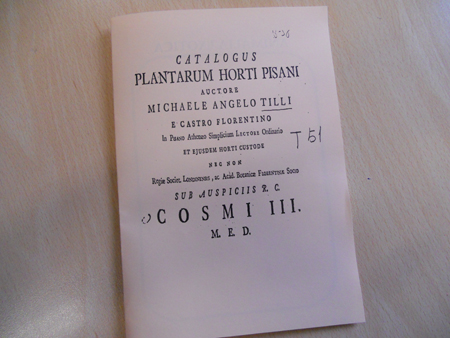 CATALOGUS
PLANTARUM HORTI PISANI
AUCTORE
MICHAELE ANGELO TILLI
E CASTRO FLORENTINO
In Pisano Athenæo Simplicium LECTORE Ordinario
ET EJUSDEM HORTI CUSTODE
T 51
NEC NON
Regiæ Societ. LONDINENSIS, ac Acad. Botanicæ FLORENTINÆ Socio
SUB AUSPICIIS R. C.
COSMI III.
M. E. D.